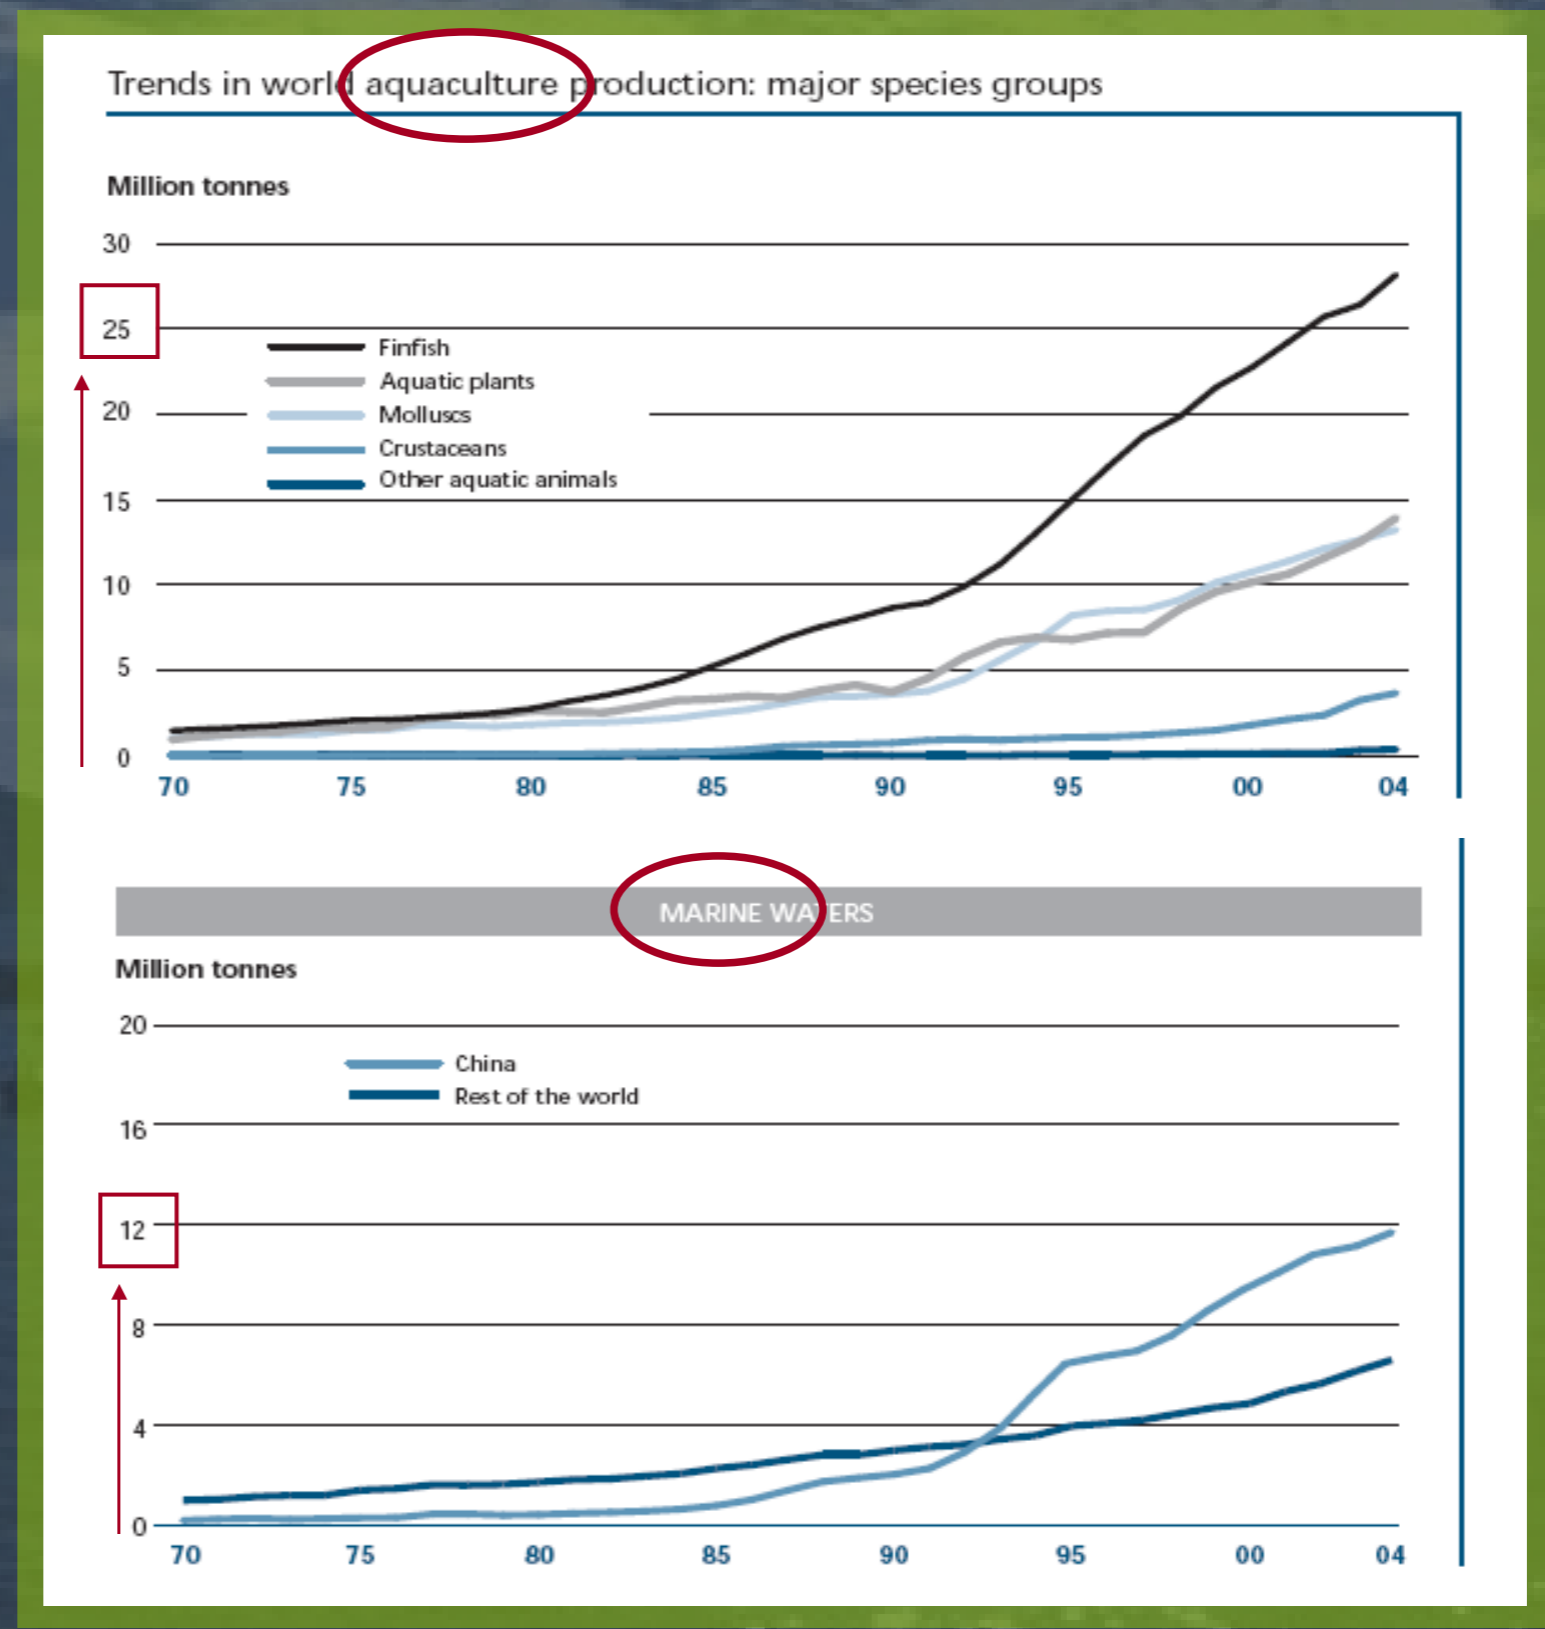 Trends in world aquaculture production: major species groups
Million tonnes
30
25
Finfish
Aquatic plants
20
Molluscs
Crustaceans
Other aquatic animals
15
10
5
0
70 75 80 85 90 95 00 04
MARINE WATERS
Million tonnes
20
China
Rest of the world
16
12
8
4
0
70 75 80 85 90 95 00 04